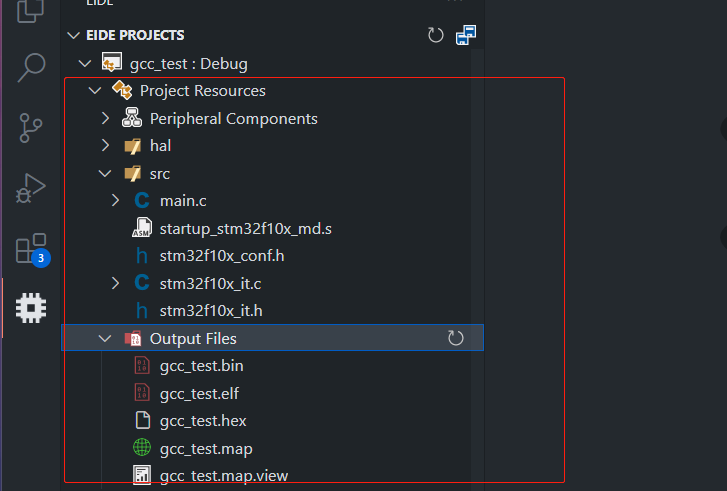 EIDE
EIDE PROJECTS
gcc_test : Debug
Project Resources
Peripheral Components
hal
src
main.c
startup_stm32f10x_md.s
stm32f10x_conf.h
stm32f10x_it.c
stm32f10x_it.h
Output Files
gcc_test.bin
gcc_test.elf
gcc_test.hex
gcc_test.map
gcc_test.map.view
3